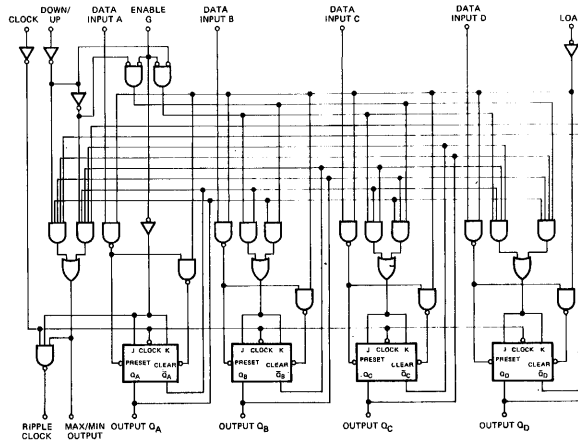 CLOCK
DOWN/
UP
DATA
INPUT A
ENABLE
G
DATA
INPUT B
DATA
INPUT C
DATA
INPUT D
LOA
J CLOCK K
PRESET
CLEAR
QA Q̅A
J CLOCK K
PRESET
CLEAR
QB Q̅B
J CLOCK K
PRESET
CLEAR
QC Q̅C
J CLOCK K
PRESET
CLEAR
QD Q̅D
RIPPLE
CLOCK
MAX/MIN
OUTPUT
OUTPUT QA
OUTPUT QB
OUTPUT QC
OUTPUT QD